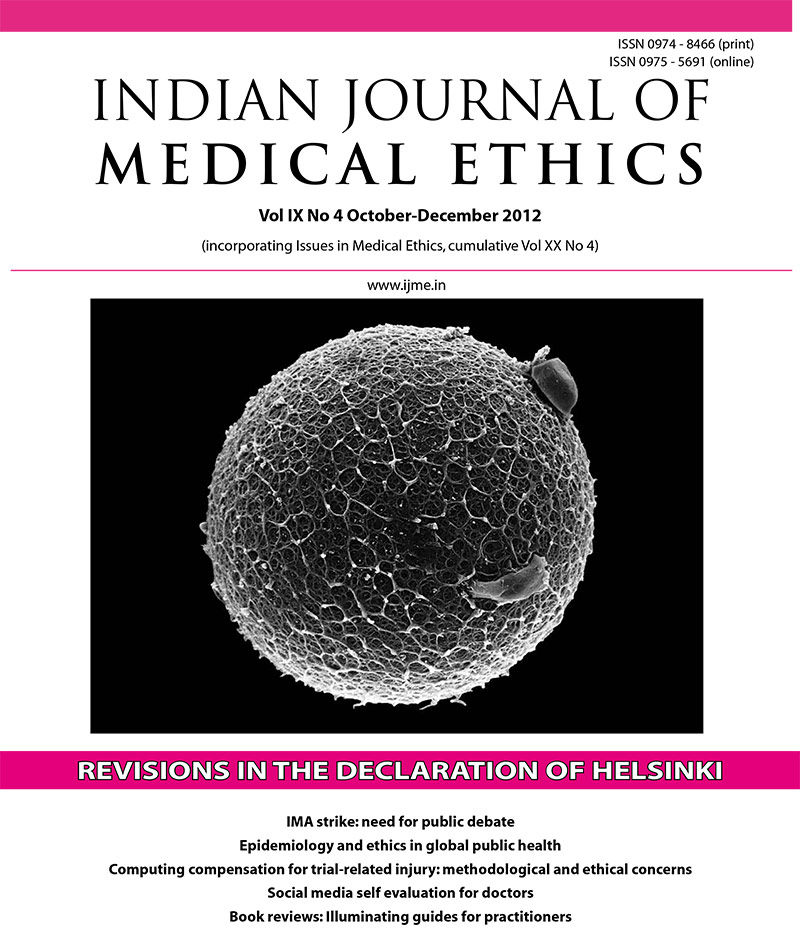 ISSN 0974 - 8466 (print)
ISSN 0975 - 5691 (online)
INDIAN JOURNAL OF
MEDICAL ETHICS
Vol IX No 4 October-December 2012
(incorporating Issues in Medical Ethics, cumulative Vol XX No 4)
www.ijme.in
REVISIONS IN THE DECLARATION OF HELSINKI
IMA strike: need for public debate
Epidemiology and ethics in global public health
Computing compensation for trial-related injury: methodological and ethical concerns
Social media self evaluation for doctors
Book reviews: Illuminating guides for practitioners